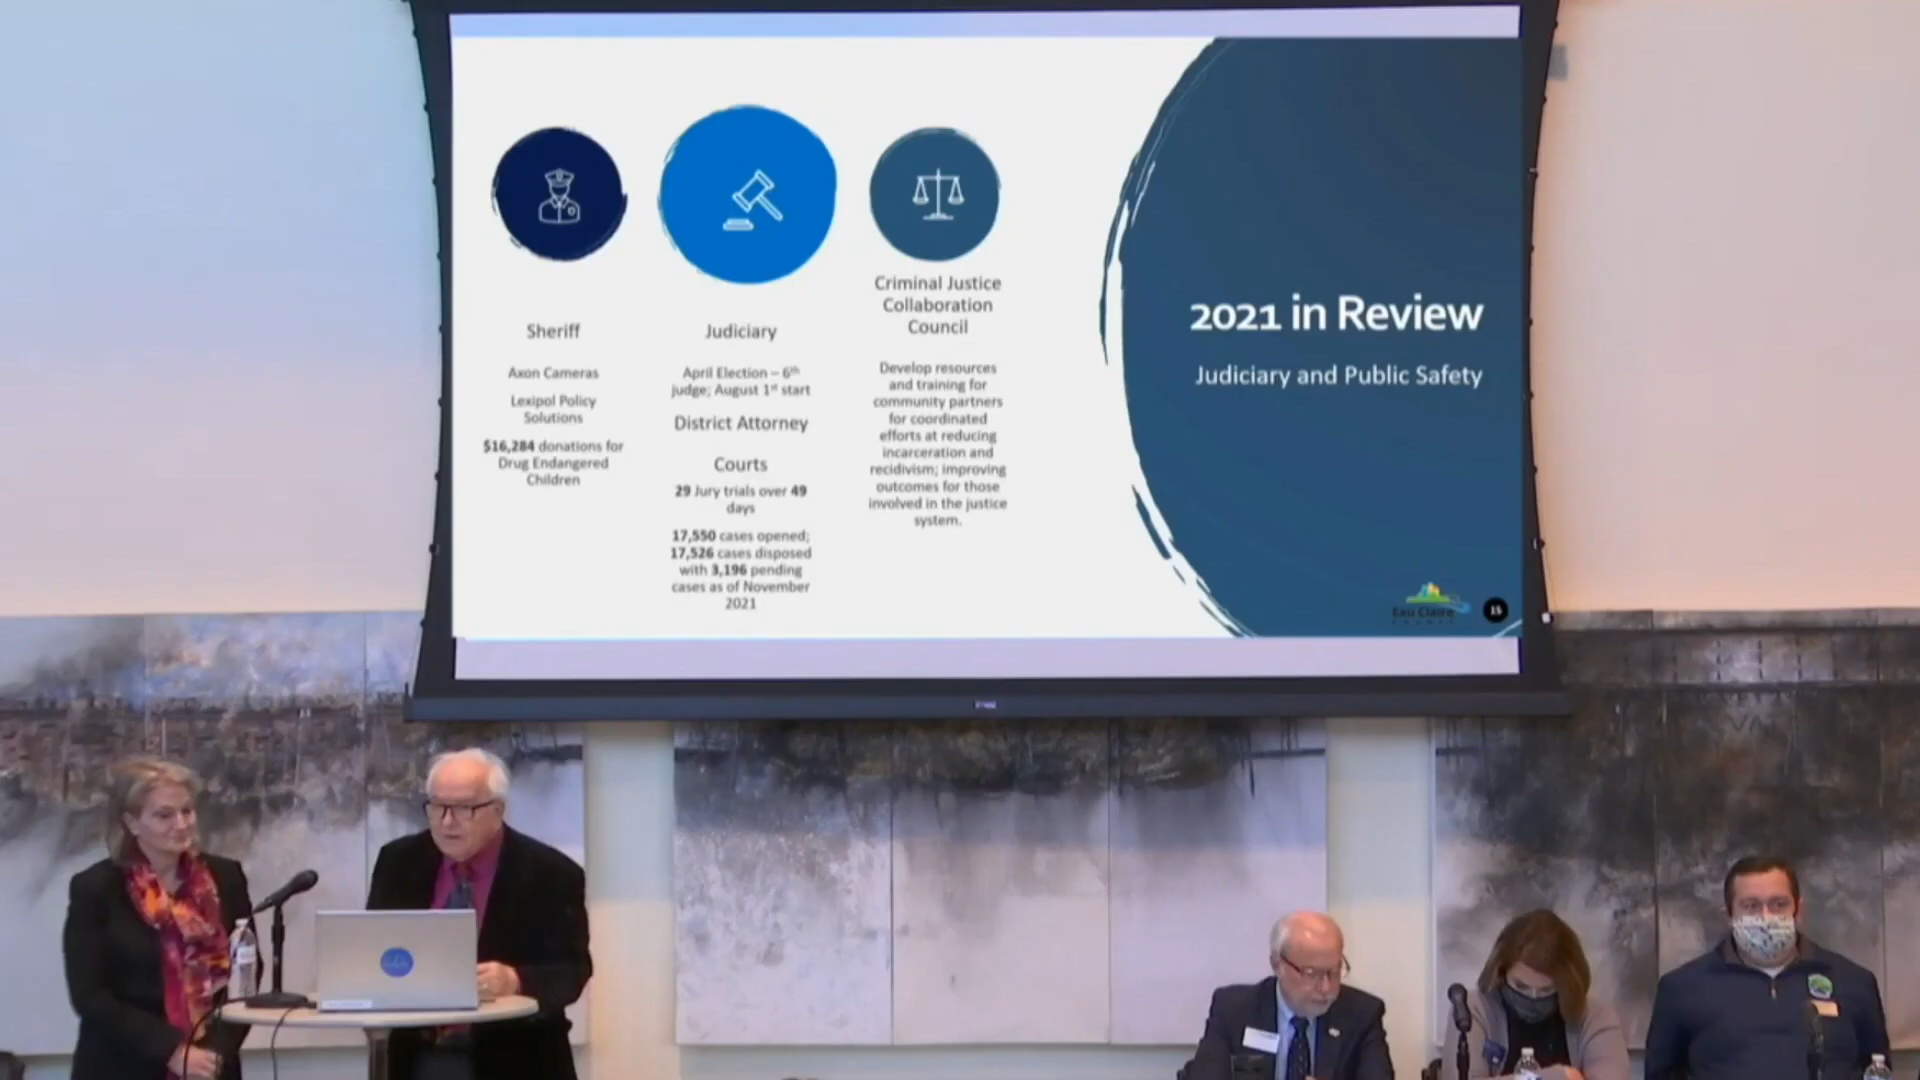 Sheriff
Axon Cameras
Lexipol Policy
Solutions
$16,284 donations for
Drug Endangered
Children
Judiciary
April Election – 6th
judge; August 1st start
District Attorney
Courts
29 Jury trials over 49
days
17,550 cases opened;
17,526 cases disposed
with 3,196 pending
cases as of November
2021
Criminal Justice
Collaboration
Council
Develop resources
and training for
community partners
for coordinated
efforts at reducing
incarceration and
recidivism; improving
outcomes for those
involved in the justice
system.
2021 in Review
Judiciary and Public Safety
Eau Claire
15